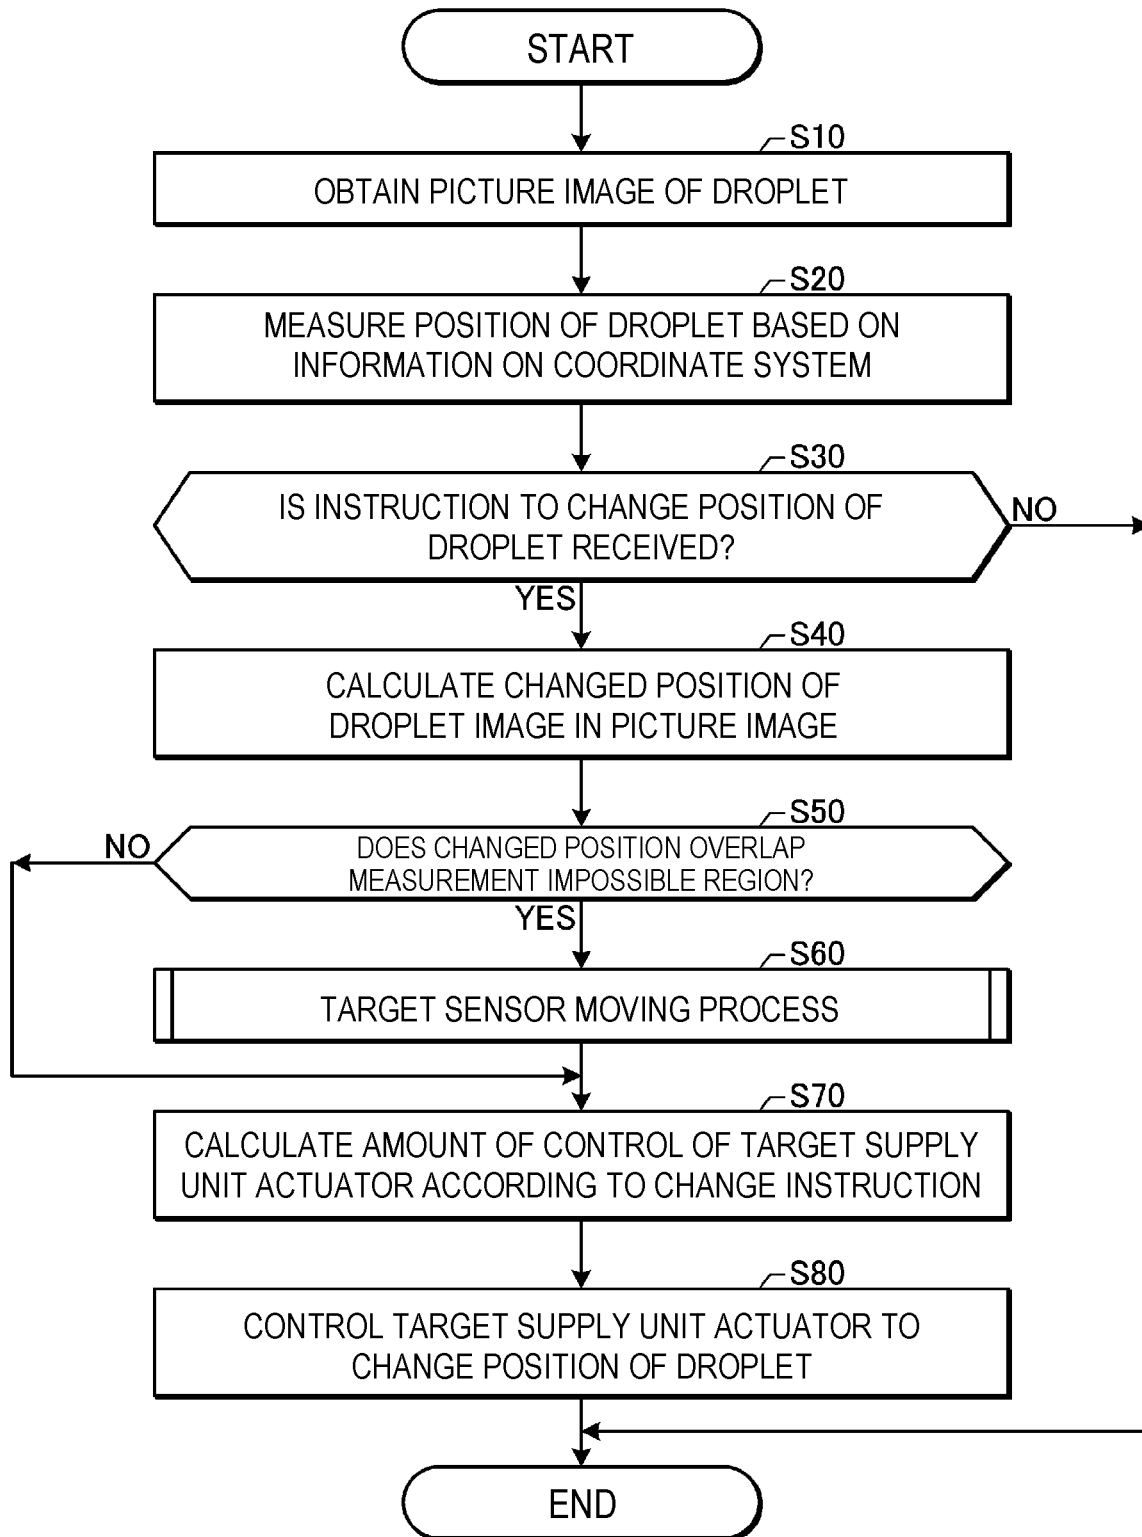 START
S10
OBTAIN PICTURE IMAGE OF DROPLET
S20
MEASURE POSITION OF DROPLET BASED ON
INFORMATION ON COORDINATE SYSTEM
S30
IS INSTRUCTION TO CHANGE POSITION OF
DROPLET RECEIVED?
NO
YES
S40
CALCULATE CHANGED POSITION OF
DROPLET IMAGE IN PICTURE IMAGE
S50
NO
DOES CHANGED POSITION OVERLAP
MEASUREMENT IMPOSSIBLE REGION?
YES
S60
TARGET SENSOR MOVING PROCESS
S70
CALCULATE AMOUNT OF CONTROL OF TARGET SUPPLY
UNIT ACTUATOR ACCORDING TO CHANGE INSTRUCTION
S80
CONTROL TARGET SUPPLY UNIT ACTUATOR TO
CHANGE POSITION OF DROPLET
END